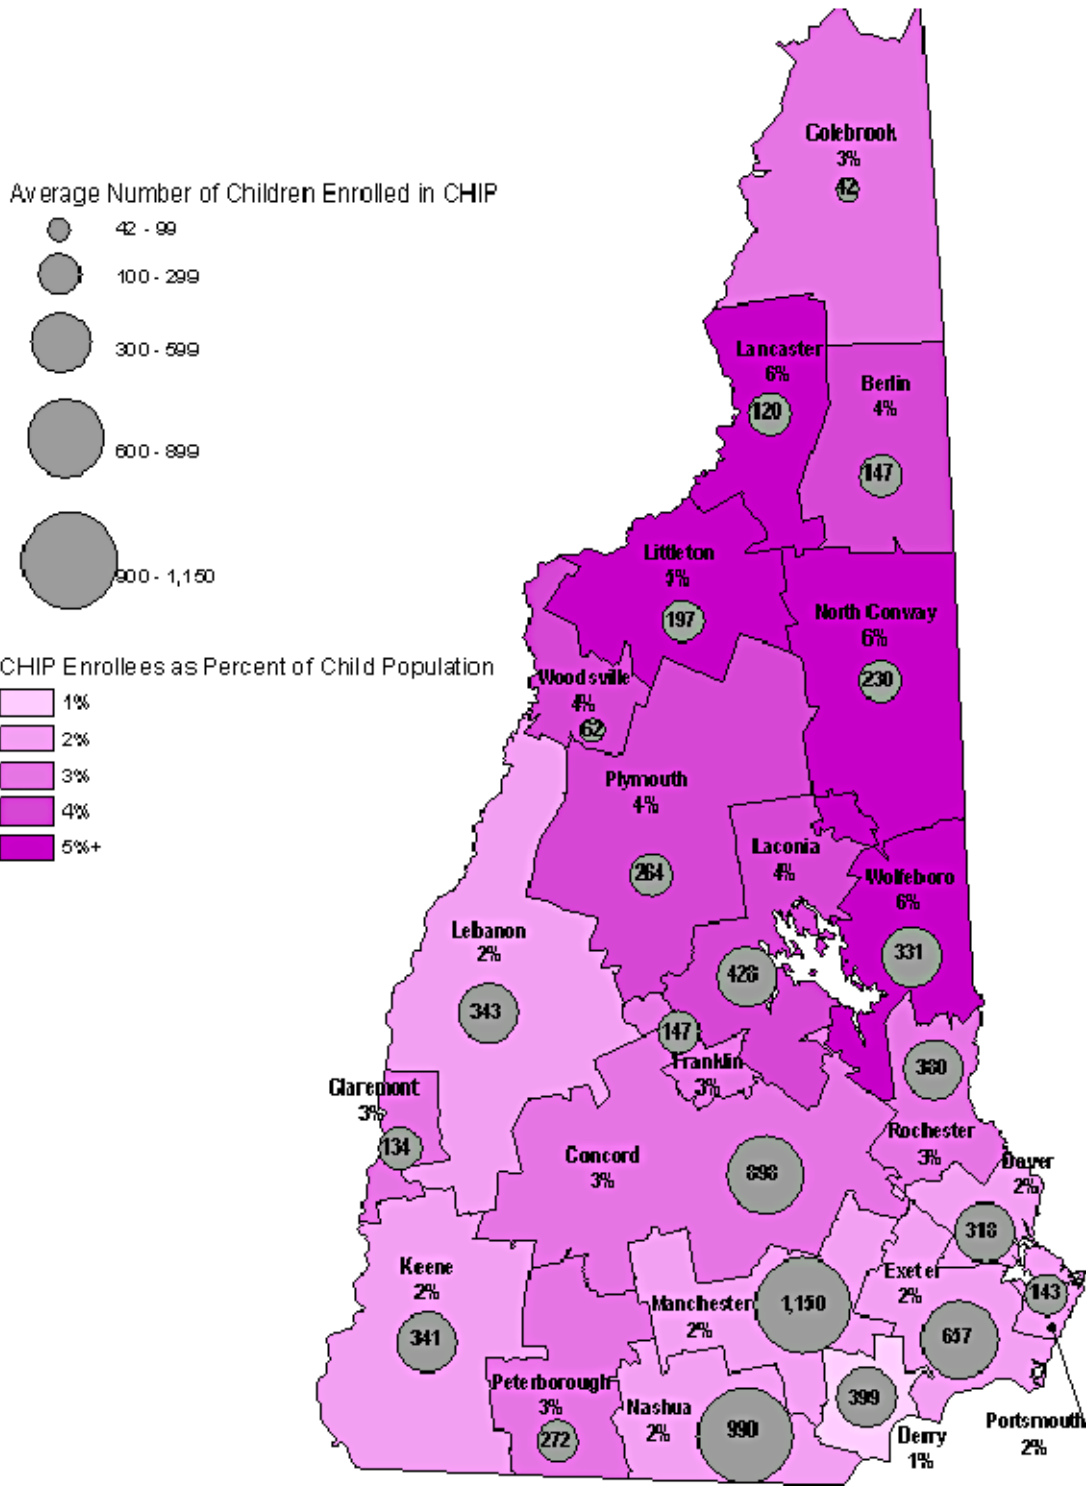 Colebrook
3%
42
Average Number of Children Enrolled in CHIP
42 - 99
100 - 299
300 - 599
600 - 899
900 - 1,150
Lancaster
6%
120
Berlin
4%
147
Littleton
5%
197
North Conway
6%
230
CHIP Enrollees as Percent of Child Population
1%
2%
3%
4%
5%+
Woodsville
4%
62
Plymouth
4%
264
Laconia
4%
428
Wolfeboro
6%
331
Lebanon
2%
343
147
Franklin
3%
380
Rochester
3%
Claremont
3%
134
Concord
3%
898
Dover
2%
318
Keene
2%
341
Manchester
2%
1,150
Exeter
2%
657
143
Peterborough
3%
272
Nashua
2%
990
399
Derry
1%
Portsmouth
2%